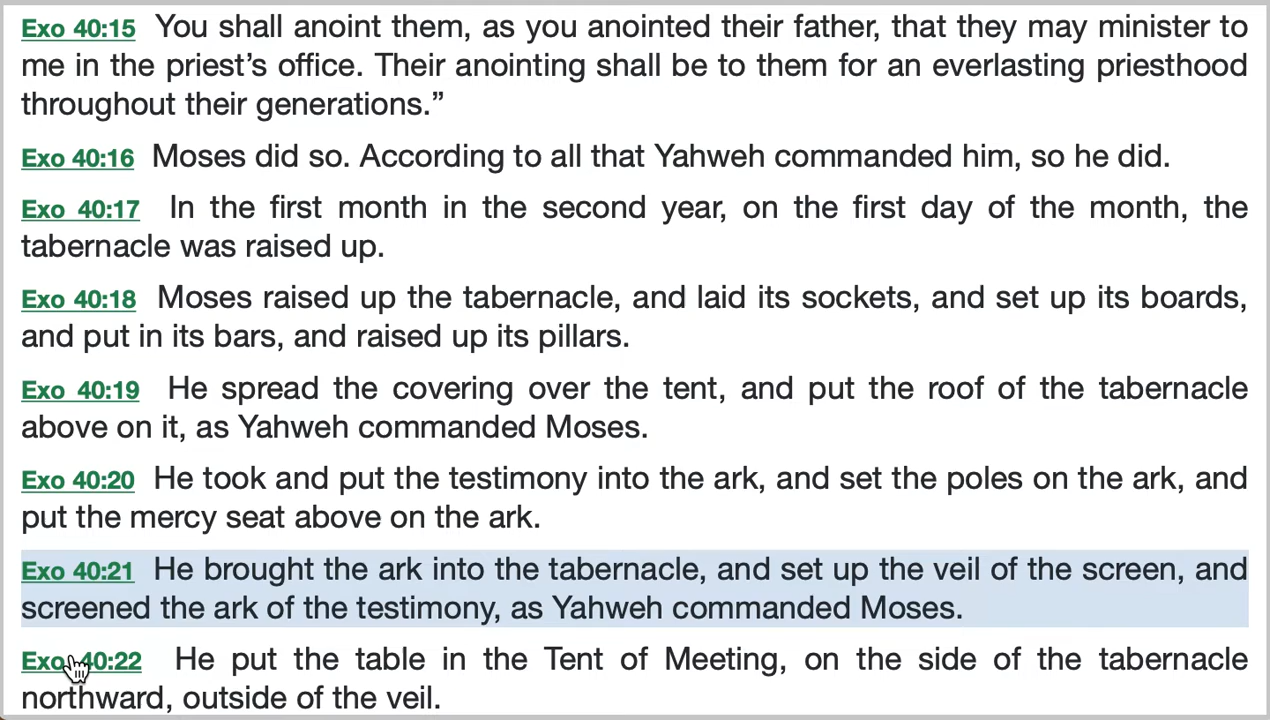 Exo 40:15 You shall anoint them, as you anointed their father, that they may minister to
me in the priest’s office. Their anointing shall be to them for an everlasting priesthood
throughout their generations.”
Exo 40:16 Moses did so. According to all that Yahweh commanded him, so he did.
Exo 40:17 In the first month in the second year, on the first day of the month, the
tabernacle was raised up.
Exo 40:18 Moses raised up the tabernacle, and laid its sockets, and set up its boards,
and put in its bars, and raised up its pillars.
Exo 40:19 He spread the covering over the tent, and put the roof of the tabernacle
above on it, as Yahweh commanded Moses.
Exo 40:20 He took and put the testimony into the ark, and set the poles on the ark, and
put the mercy seat above on the ark.
Exo 40:21 He brought the ark into the tabernacle, and set up the veil of the screen, and
screened the ark of the testimony, as Yahweh commanded Moses.
Exo 40:22 He put the table in the Tent of Meeting, on the side of the tabernacle
northward, outside of the veil.